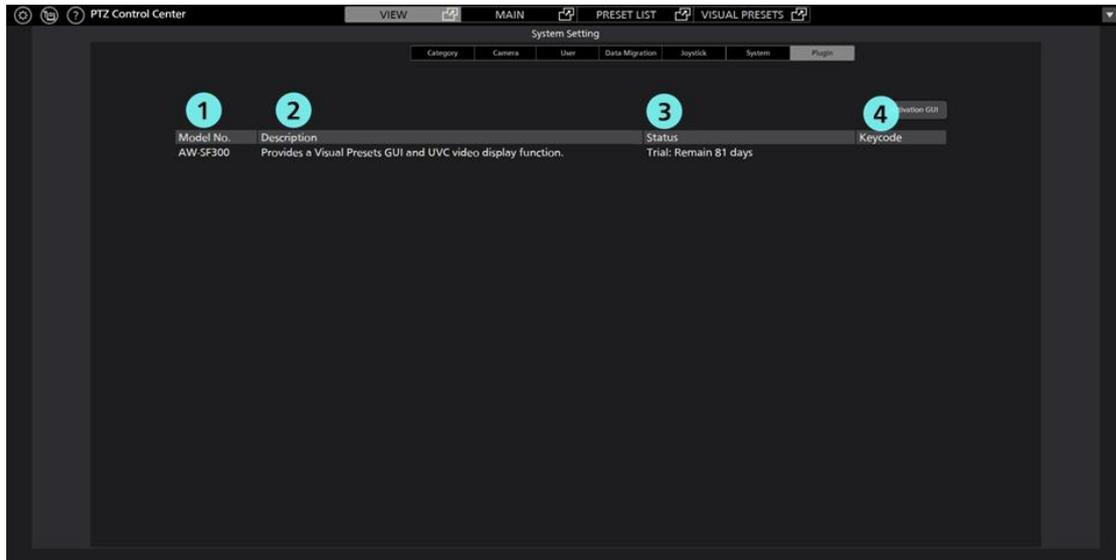 ? PTZ Control Center VIEW MAIN PRESET LIST VISUAL PRESETS
System Setting
Category Camera User Data Migration Joystick System Plugin
1 2 3 4 GUI
Model No. Description Status Keycode
AW-SF300 Provides a Visual Presets GUI and UVC video display function. Trial: Remain 81 days